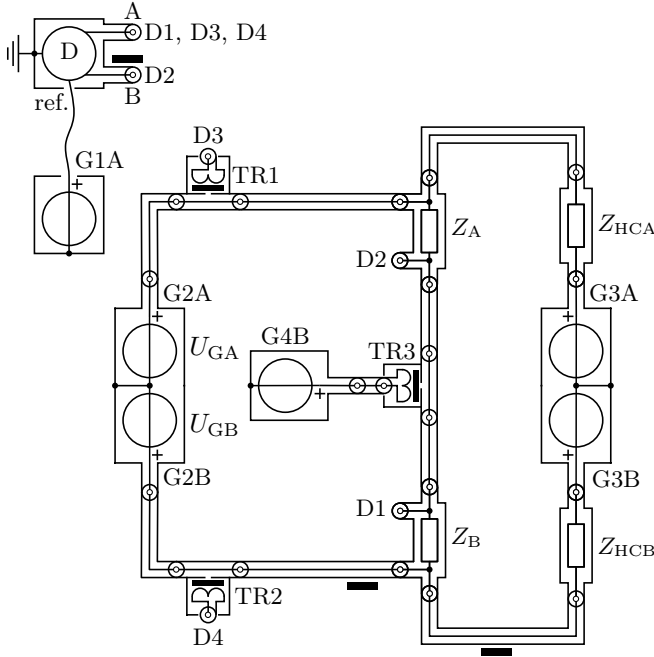 A
D1, D3, D4
D
D2
B
ref.
G1A
D3
TR1
Z_A
Z_HCA
D2
G2A
G3A
U_GA
G4B
TR3
U_GB
G2B
G3B
D1
Z_B
Z_HCB
TR2
D4